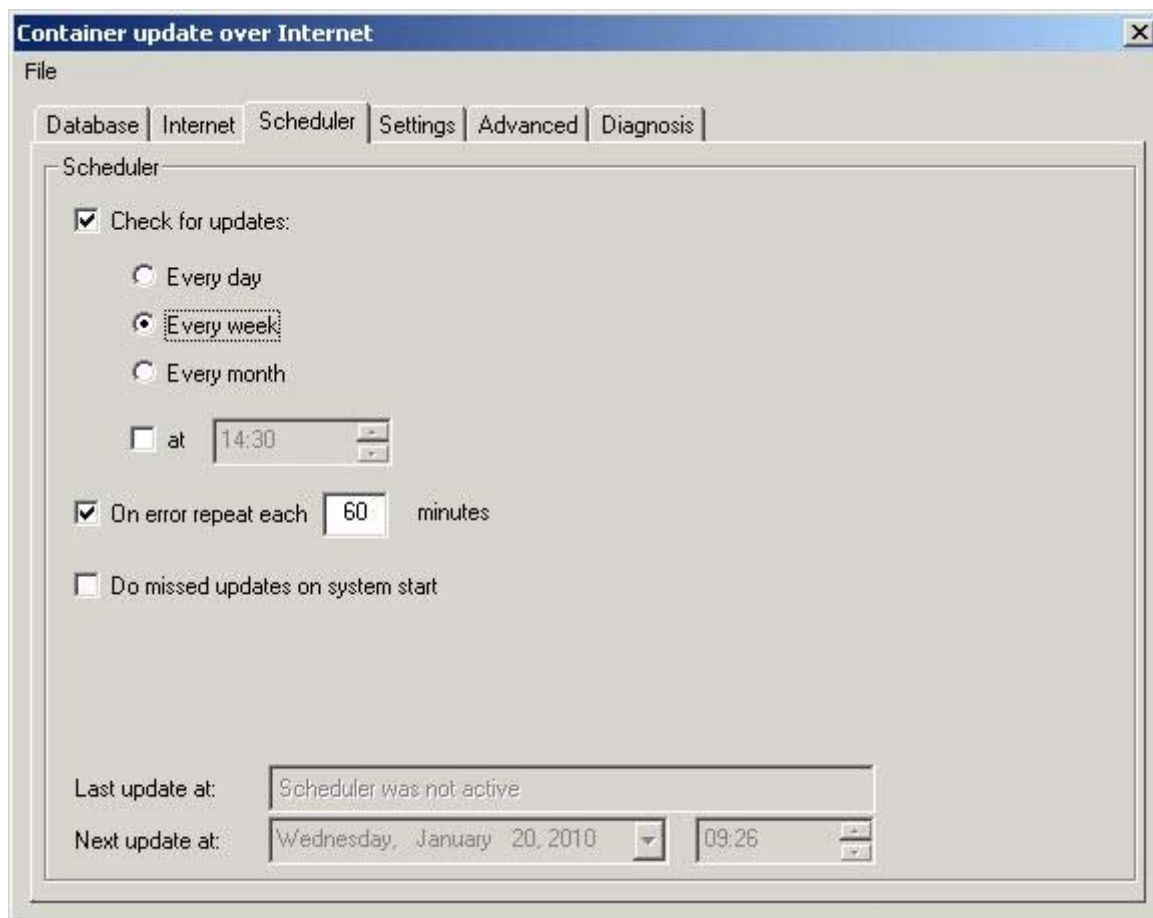 Container update over Internet
File
Database Internet Scheduler Settings Advanced Diagnosis
Scheduler
Check for updates:
Every day
Every week
Every month
at 14:30
On error repeat each 60 minutes
Do missed updates on system start
Last update at: Scheduler was not active
Next update at: Wednesday, January 20, 2010 09:26